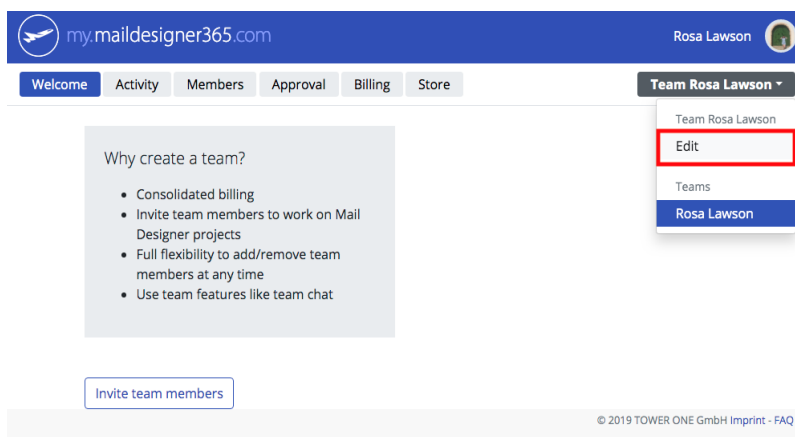 my.maildesigner365.com
Rosa Lawson
Welcome Activity Members Approval Billing Store
Team Rosa Lawson
Team Rosa Lawson
Edit
Teams
Rosa Lawson
Why create a team?
• Consolidated billing
• Invite team members to work on Mail
Designer projects
• Full flexibility to add/remove team
members at any time
• Use team features like team chat
Invite team members
© 2019 TOWER ONE GmbH Imprint - FAQ